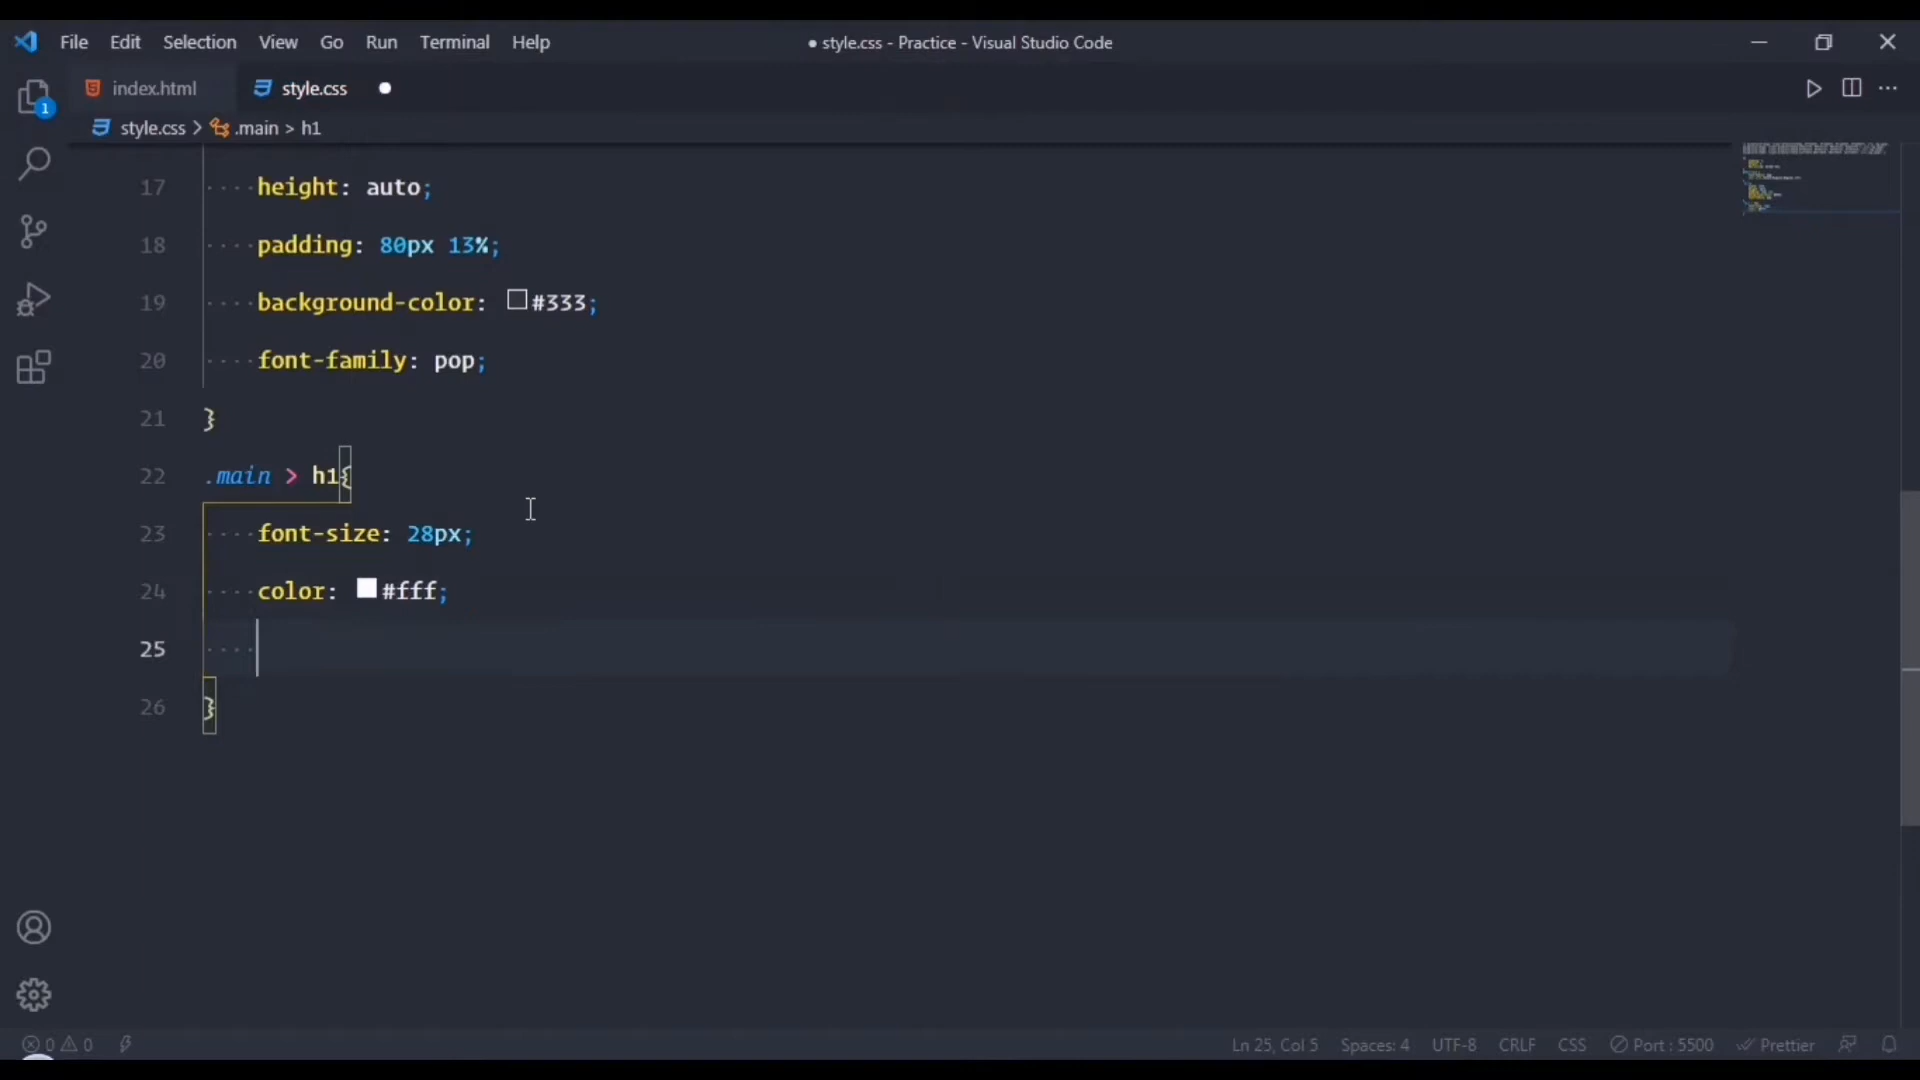 File Edit Selection View Go Run Terminal Help ● style.css - Practice - Visual Studio Code
index.html style.css
1
style.css > .main > h1
17 height: auto;
18 padding: 80px 13%;
19 background-color: #333;
20 font-family: pop;
21 }
22 .main > h1{
23 font-size: 28px;
24 color: #fff;
25
26 }
0 0 Ln 25, Col 5 Spaces: 4 UTF-8 CRLF CSS Port : 5500 Prettier